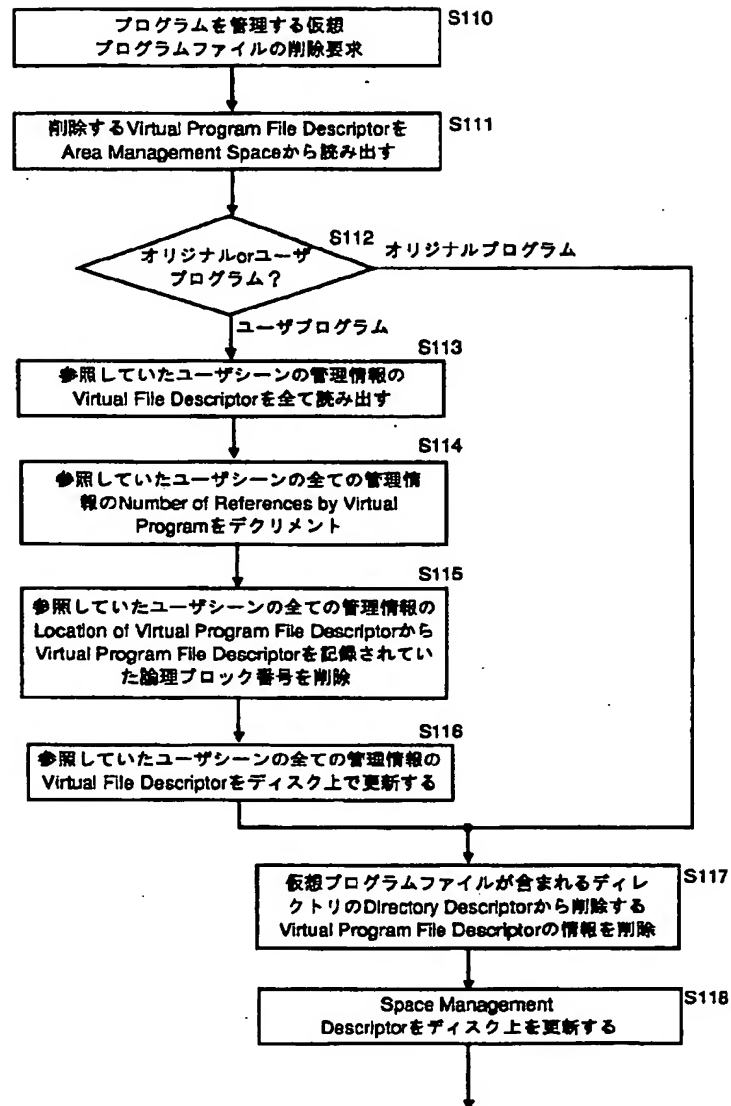 プログラムを管理する仮想
プログラムファイルの削除要求
S110
削除するVirtual Program File Descriptorを
Area Management Spaceから読み出す
S111
S112
オリジナルorユーザ
プログラム？
オリジナルプログラム
ユーザプログラム
S113
参照していたユーザシーンの管理情報の
Virtual File Descriptorを全て読み出す
S114
参照していたユーザシーンの全ての管理情
報のNumber of References by Virtual
Programをデクリメント
S115
参照していたユーザシーンの全ての管理情報の
Location of Virtual Program File Descriptorから
Virtual Program File Descriptorを記録されてい
た論理ブロック番号を削除
S116
参照していたユーザシーンの全ての管理情報の
Virtual File Descriptorをディスク上で更新する
S117
仮想プログラムファイルが含まれるディレ
クトリのDirectory Descriptorから削除する
Virtual Program File Descriptorの情報を削除
S118
Space Management
Descriptorをディスク上を更新する